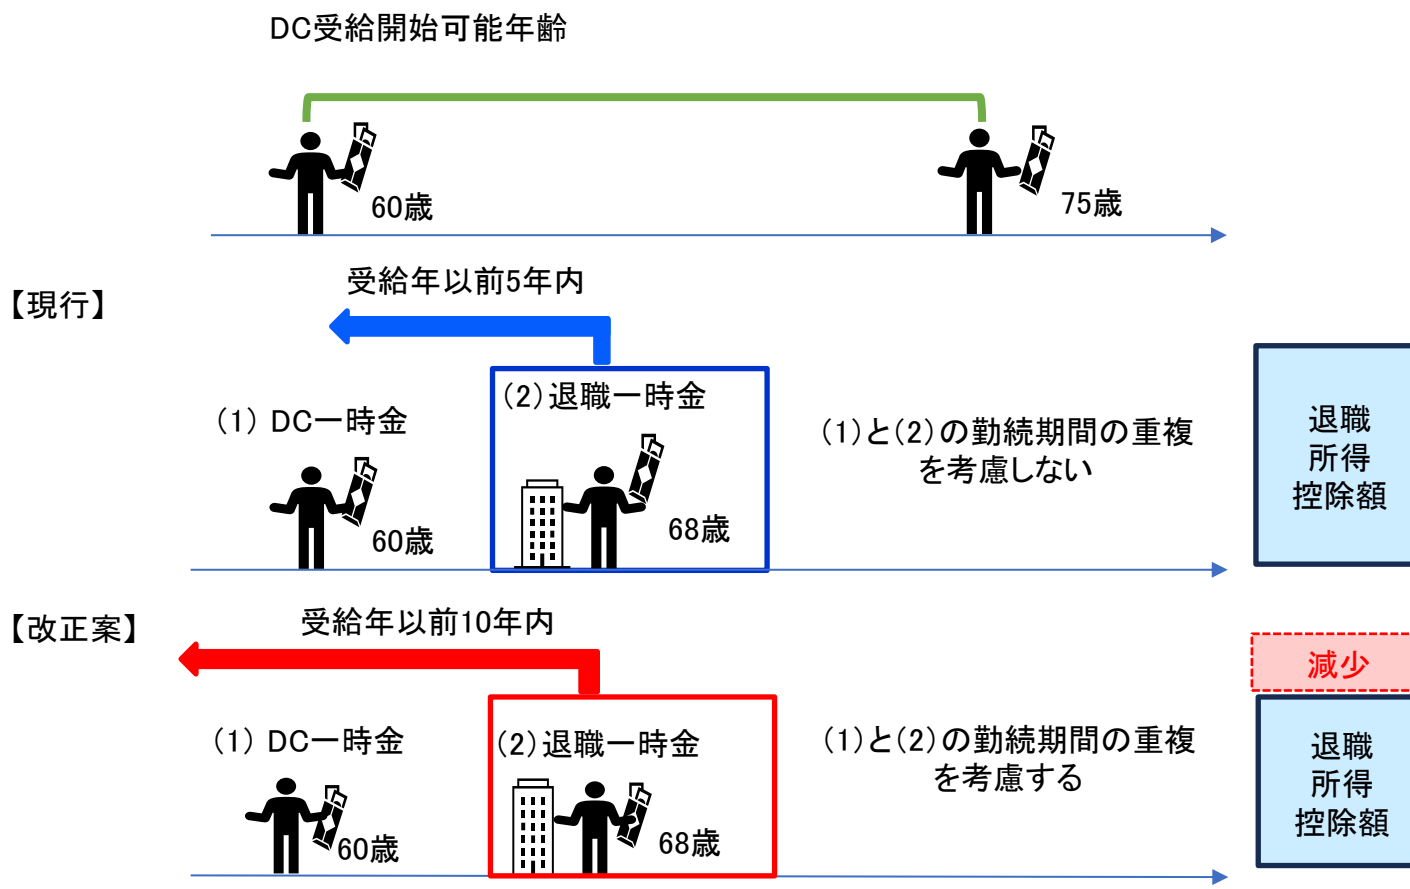 DC受給開始可能年齢
60歳
75歳
【現行】
受給年以前5年内
(1) DC一時金
60歳
(2)退職一時金
68歳
(1)と(2)の勤続期間の重複
を考慮しない
退職
所得
控除額
【改正案】
受給年以前10年内
(1) DC一時金
60歳
(2)退職一時金
68歳
(1)と(2)の勤続期間の重複
を考慮する
減少
退職
所得
控除額